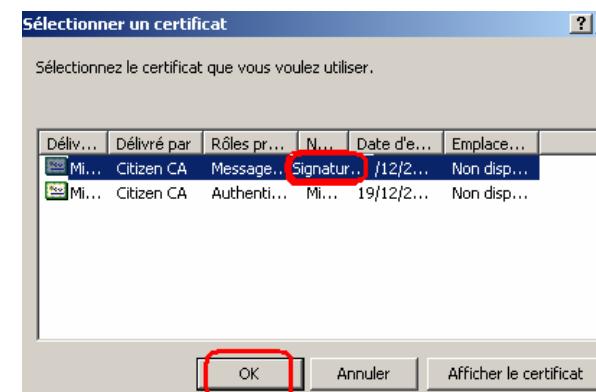 Sélectionner un certificat ?
Sélectionnez le certificat que vous voulez utiliser.
Déliv... Délivré par Rôles pr... N... Date d'e... Emplace...
Mi... Citizen CA Message... Signatur... /12/2... Non disp...
Mi... Citizen CA Authenti... Mi... 19/12/2... Non disp...
OK Annuler Afficher le certificat